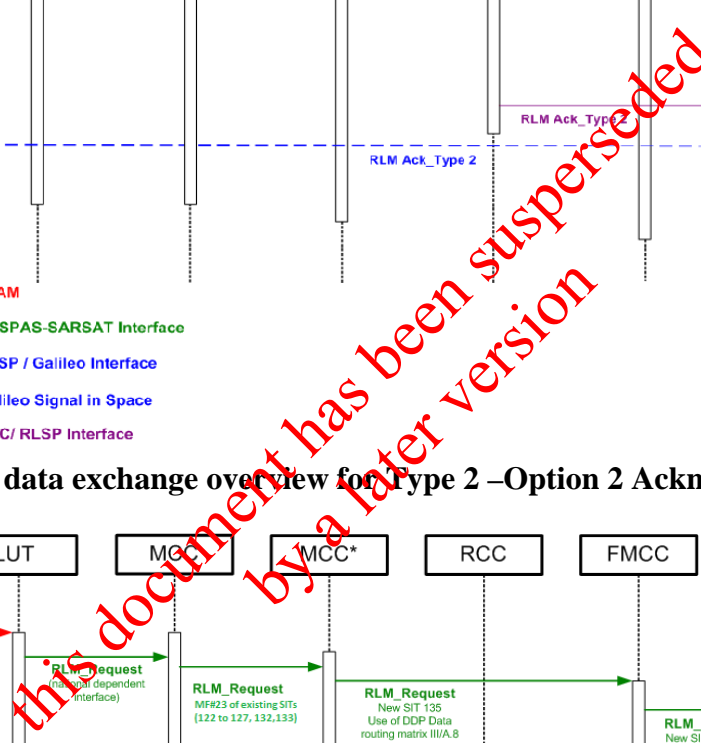 RLM Ack_Type 2
RLM Ack_Type 2
AM
SPAS-SARSAT Interface
SP / Galileo Interface
lileo Signal in Space
C/ RLSP Interface
data exchange overview for Type 2 –Option 2 Ackn
LUT
MCC
MCC*
RCC
FMCC
RLM_Request
(national dependent
interface)
RLM_Request
MF#23 of existing SITs
(122 to 127, 132,133)
RLM_Request
New SIT 135
Use of DDP Data
routing matrix III/A.8
RLM_
New SI
this document has been susperseded
by a later version